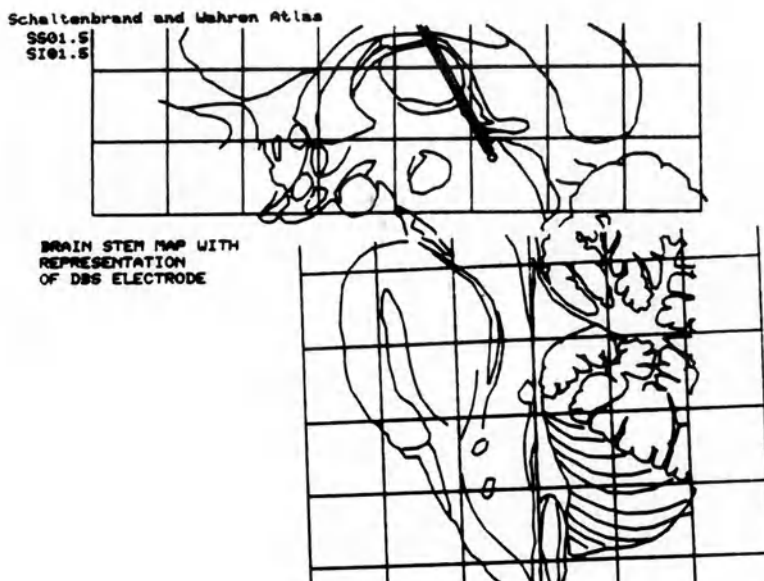 Schaltenbrand and Wahren Atlas
SS01.5
SI01.5
BRAIN STEM MAP WITH
REPRESENTATION
OF DBS ELECTRODE